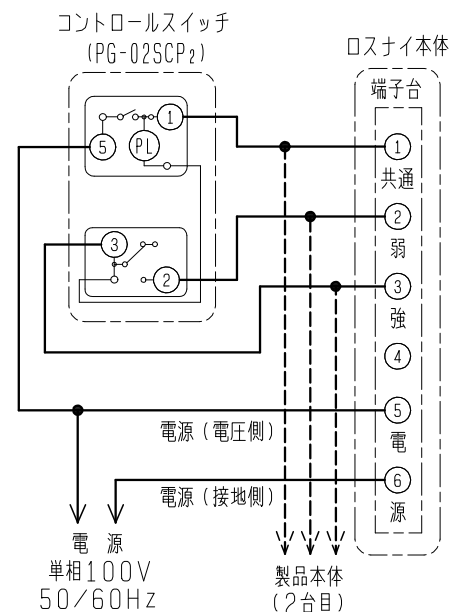 コントロールスイッチ
(PG-02SCP₂)
ロスナイ本体
端子台
1
5
PL
1
共通
2
弱
3
2
3
強
4
5
電
電源(電圧側)
6
源
電源(接地側)
電 源
単相100V
50/60Hz
製品本体
(2台目)